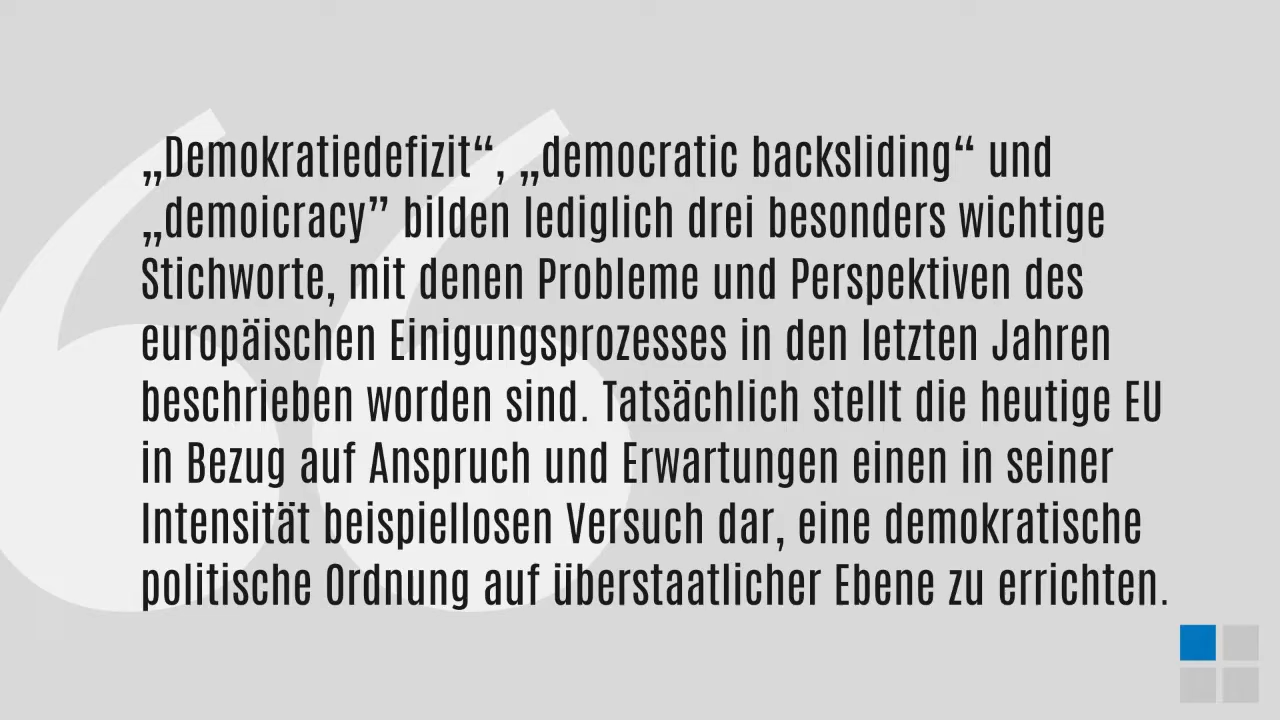 „Demokratiedefizit“, „democratic backsliding“ und
„demoicracy” bilden lediglich drei besonders wichtige
Stichworte, mit denen Probleme und Perspektiven des
europäischen Einigungsprozesses in den letzten Jahren
beschrieben worden sind. Tatsächlich stellt die heutige EU
in Bezug auf Anspruch und Erwartungen einen in seiner
Intensität beispiellosen Versuch dar, eine demokratische
politische Ordnung auf überstaatlicher Ebene zu errichten.